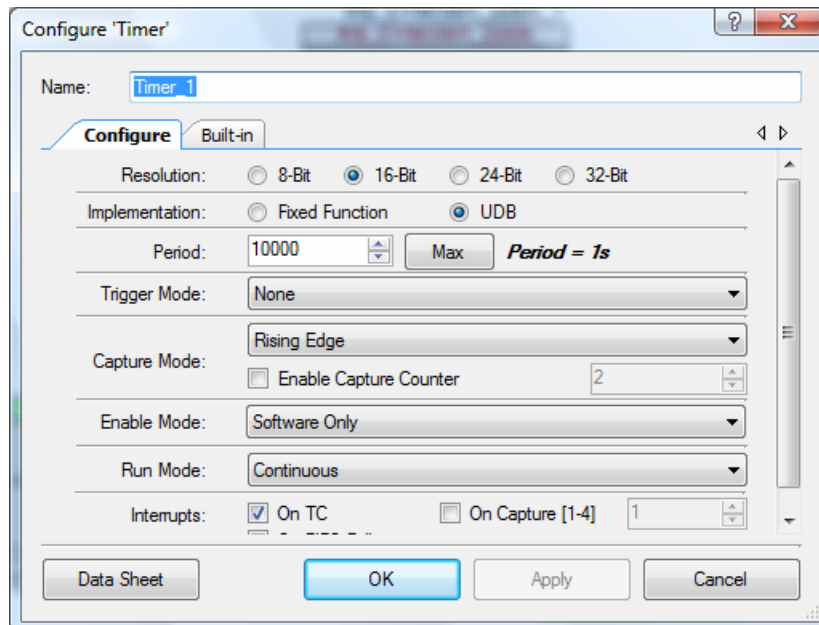 Configure 'Timer'
Name: Timer_1
Configure Built-in
Resolution: 8-Bit 16-Bit 24-Bit 32-Bit
Implementation: Fixed Function UDB
Period: 10000 Max Period = 1s
Trigger Mode: None
Capture Mode: Rising Edge
Enable Capture Counter 2
Enable Mode: Software Only
Run Mode: Continuous
Interrupts: On TC On Capture [1-4] 1
Data Sheet OK Apply Cancel